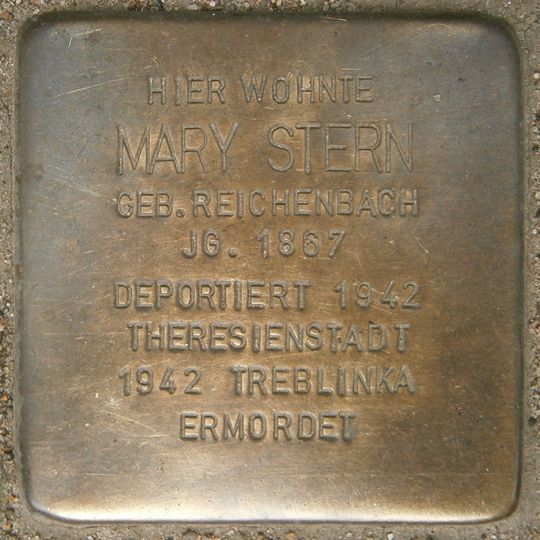 HIER WOHNTE
MARY STERN
GEB. REICHENBACH
JG. 1867
DEPORTIERT 1942
THERESIENSTADT
1942 TREBLINKA
ERMORDET